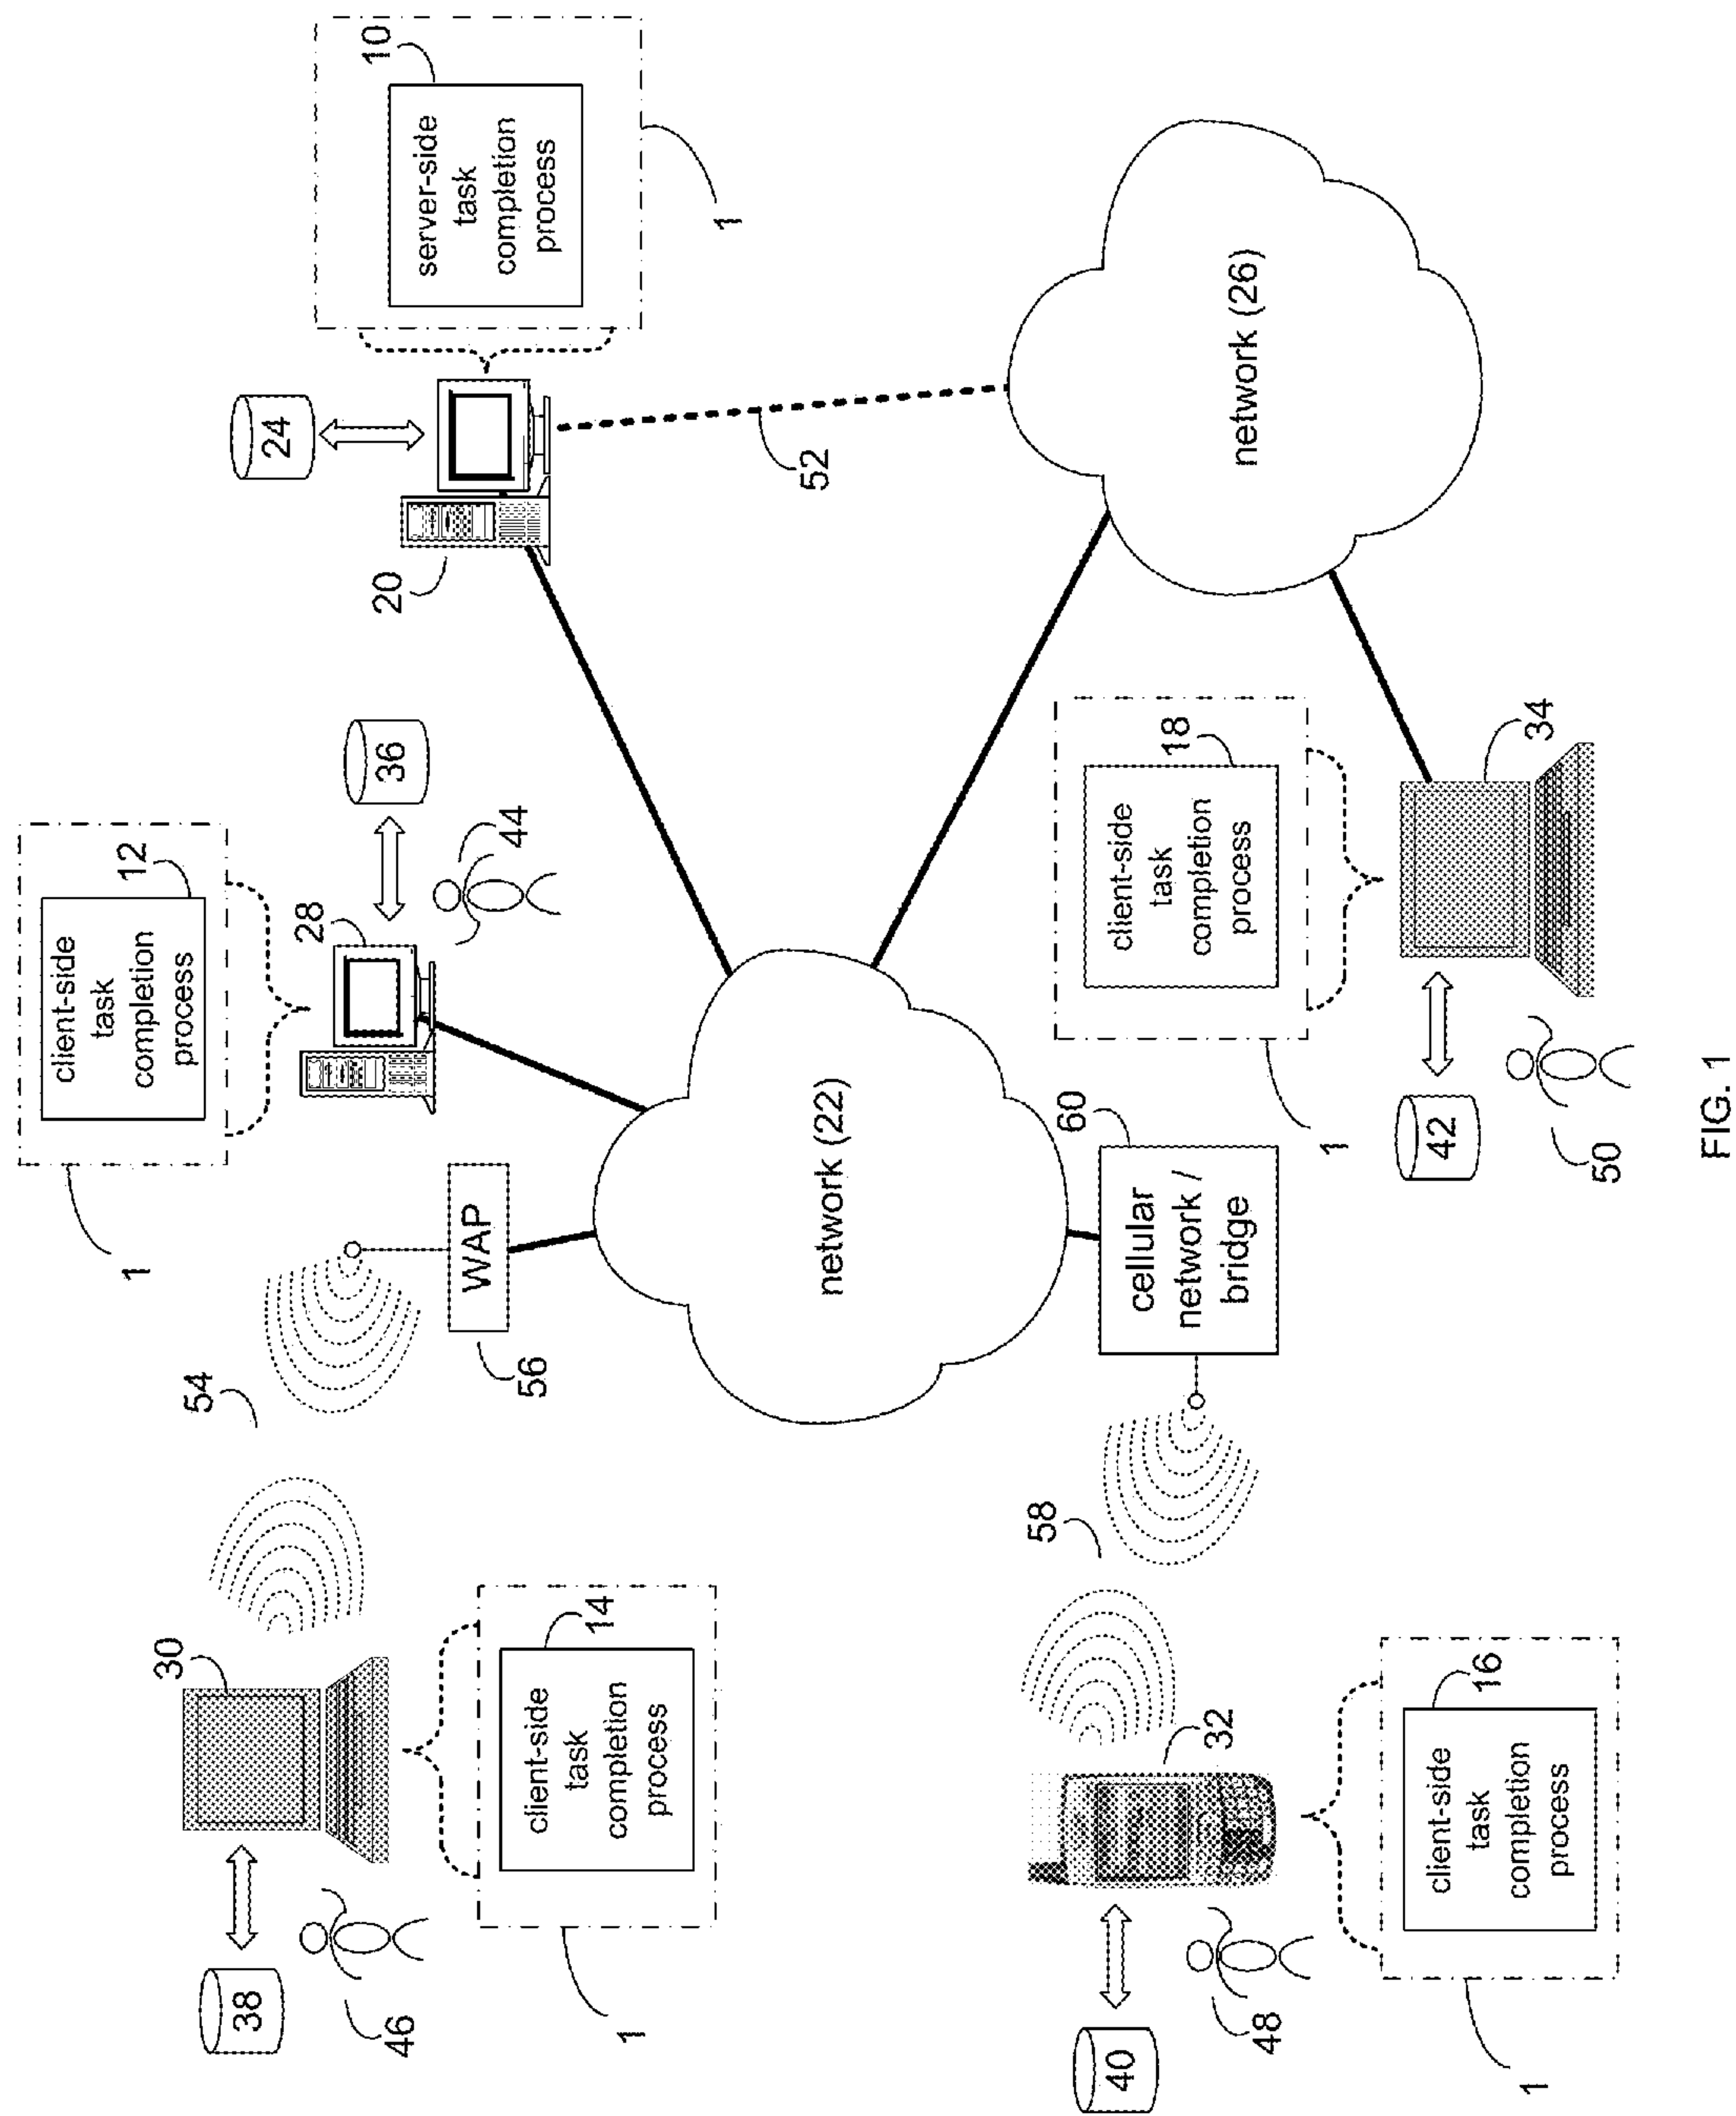 1
client-side
task
completion
process
12
28
36
44
server-side
task
completion
process
10
1
24
20
54
WAP
56
30
38
46
client-side
task
completion
process
14
1
network (22)
52
network (26)
58
cellular
network /
bridge
60
32
40
48
client-side
task
completion
process
16
1
client-side
task
completion
process
18
1
34
42
50
FIG. 1